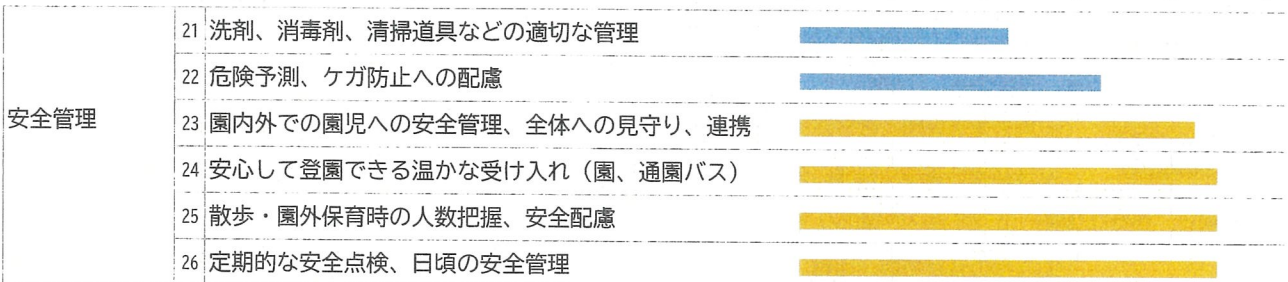 21 洗剤、消毒剤、清掃道具などの適切な管理
22 危険予測、ケガ防止への配慮
安全管理
23 園内外での園児への安全管理、全体への見守り、連携
24 安心して登園できる温かな受け入れ（園、通園バス）
25 散歩・園外保育時の人数把握、安全配慮
26 定期的な安全点検、日頃の安全管理